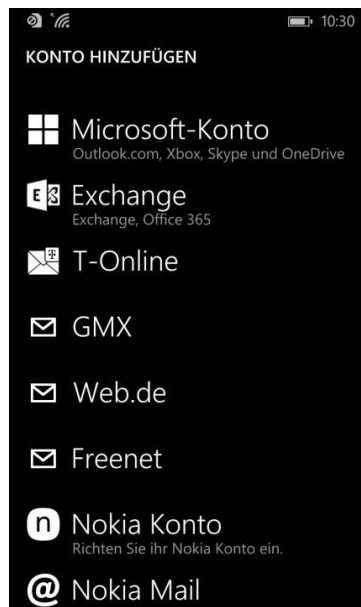 10:30
KONTO HINZUFÜGEN
Microsoft-Konto
Outlook.com, Xbox, Skype und OneDrive
Exchange
Exchange, Office 365
T-Online
GMX
Web.de
Freenet
Nokia Konto
Richten Sie ihr Nokia Konto ein.
Nokia Mail